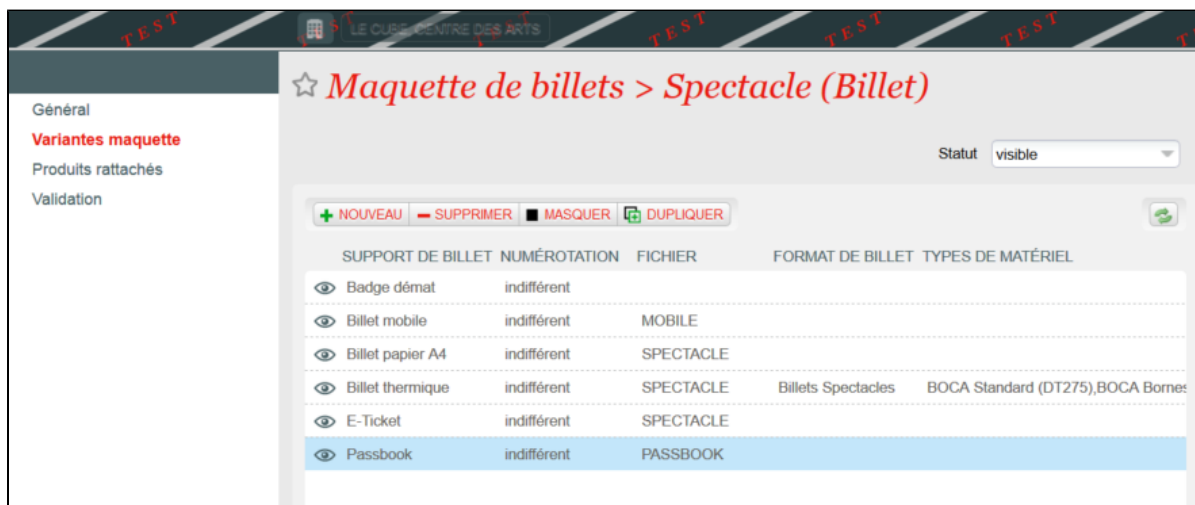 TEST TEST TEST TEST TEST TEST
LE CUBE, CENTRE DES ARTS
Maquette de billets > Spectacle (Billet)
Général
Variantes maquette
Produits rattachés
Validation
Statut visible
NOUVEAU SUPPRIMER MASQUER DUPLIQUER
SUPPORT DE BILLET NUMÉROTATION FICHIER FORMAT DE BILLET TYPES DE MATÉRIEL
Badge démat indifférent
Billet mobile indifférent MOBILE
Billet papier A4 indifférent SPECTACLE
Billet thermique indifférent SPECTACLE Billets Spectacles BOCA Standard (DT275),BOCA Bornes
E-Ticket indifférent SPECTACLE
Passbook indifférent PASSBOOK